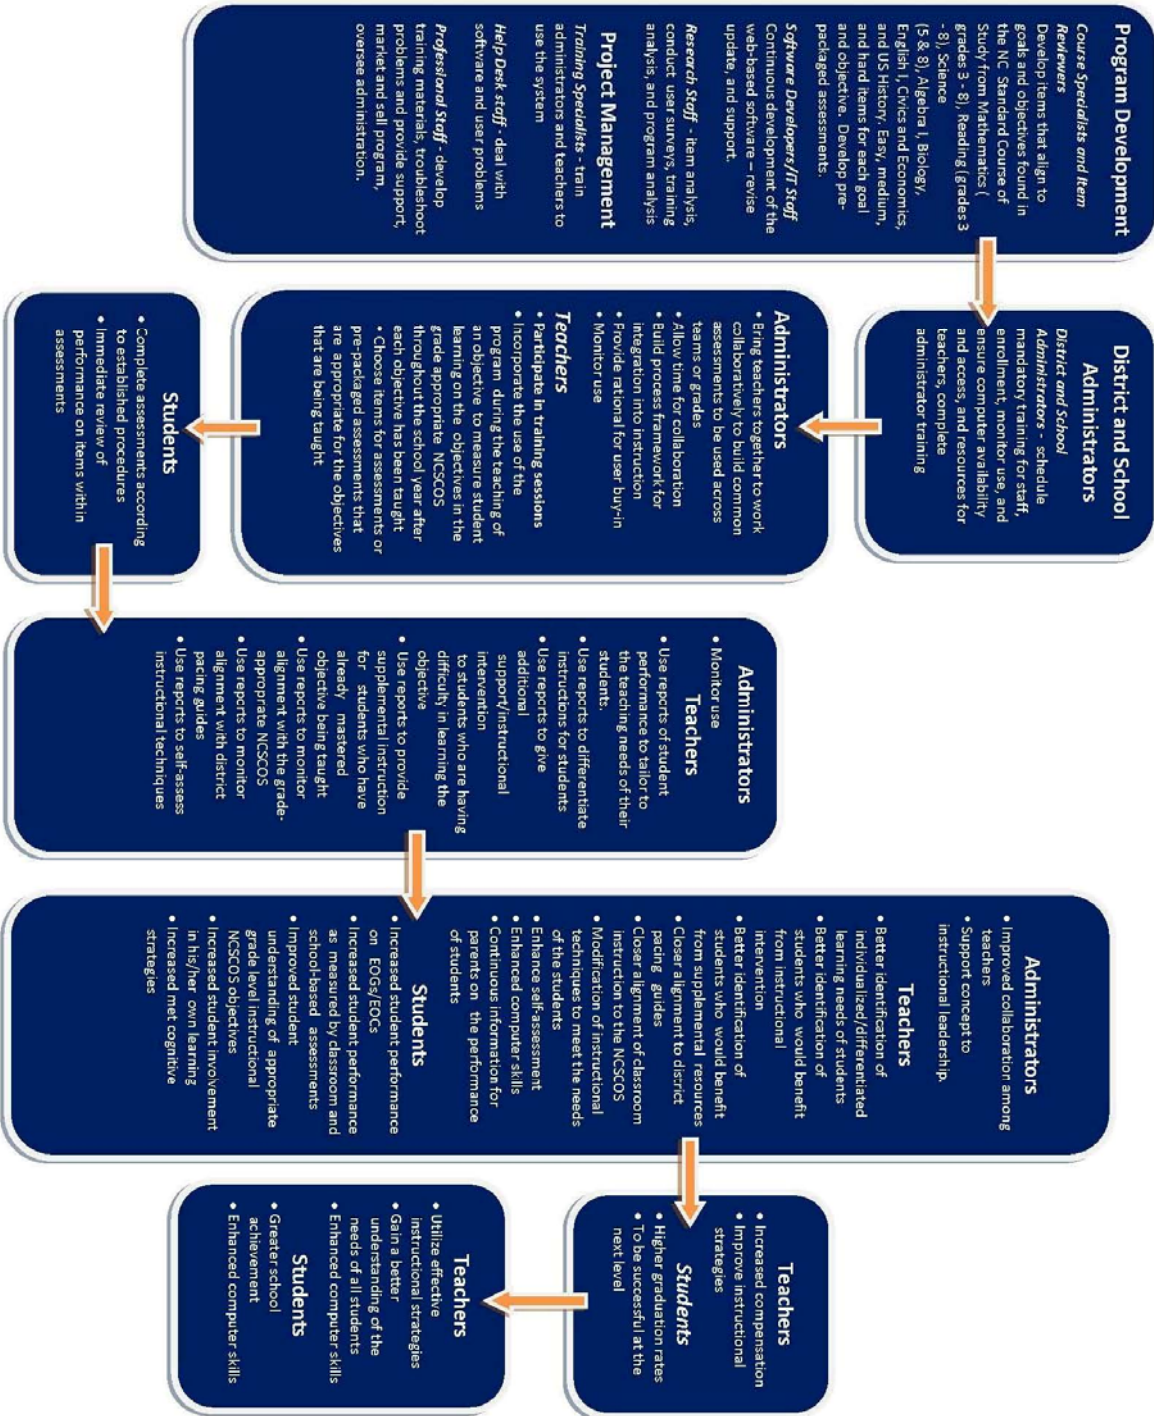 Program Development
Course Specialists and Item
Reviewers
Develop items that align to
goals and objectives found in
the NC Standard Course of
Study from Mathematics (
grades 3 - 8), Reading (grades 3
- 8), Science
(5 & 8), Algebra I, Biology,
English I, Civics and Economics,
and US History. Easy, medium,
and hard items for each goal
and objective. Develop pre-
packaged assessments.
Software Developers/IT Staff
Continuous development of the
web-based software – revise
update, and support.
Research Staff - item analysis,
conduct user surveys, training
analysis, and program analysis
Project Management
Training Specialists - train
administrators and teachers to
use the system
Help Desk staff - deal with
software and user problems
Professional Staff - develop
training materials, troubleshoot
problems and provide support,
market and sell program,
oversee administration.
District and School
Administrators
District and School
Administrators - schedule
mandatory training for staff,
enrollment, monitor use, and
ensure computer availability
and access, and resources for
teachers, complete
administrator training
Administrators
• Bring teachers together to work
collaboratively to build common
assessments to be used across
teams or grades
• Allow time for collaboration
• Build process framework for
integration into instruction
• Provide rational for user buy-in
• Monitor use
Teachers
• Participate in training sessions
• Incorporate the use of the
program during the teaching of
an objective to measure student
learning on the objectives in the
grade appropriate NCSCOS
throughout the school year after
each objective has been taught
• Choose items for assessments or
pre-packaged assessments that
are appropriate for the objectives
that are being taught
Students
• Complete assessments according
to established procedures
• Immediate review of
performance on items within
assessments
Administrators
• Monitor use
Teachers
• Use reports of student
performance to tailor to
the teaching needs of their
students.
• Use reports to differentiate
instructions for students
• Use reports to give
additional
support/instructional
intervention
to students who are having
difficulty in learning the
objective
• Use reports to provide
supplemental instruction
for students who have
already mastered
objective being taught
• Use reports to monitor
alignment with the grade-
appropriate NCSCOS
• Use reports to monitor
alignment with district
pacing guides
• Use reports to self-assess
instructional techniques
Administrators
• Improved collaboration among
teachers
• Support concept to
instructional leadership.
Teachers
• Better identification of
individualized/differentiated
learning needs of students
• Better identification of
students who would benefit
from instructional
intervention
• Better identification of
students who would benefit
from supplemental resources
• Closer alignment to district
pacing guides
• Closer alignment of classroom
instruction to the NCSCOS
• Modification of instructional
techniques to meet the needs
of the students
• Enhance self-assessment
• Enhanced computer skills
• Continuous information for
parents on the performance
of students
Students
• Increased student performance
on EOGs/EOCs
• Increased student performance
as measured by classroom and
school-based assessments
• Improved student
understanding of appropriate
grade level instructional
NCSCOS objectives
• Increased student involvement
in his/her own learning
• Increased met cognitive
strategies
Teachers
• Increased compensation
• Improve instructional
strategies
Students
• Higher graduation rates
• To be successful at the
next level
Teachers
• Utilize effective
instructional strategies
• Gain a better
understanding of the
needs of all students
• Enhanced computer skills
Students
• Greater school
achievement
• Enhanced computer skills